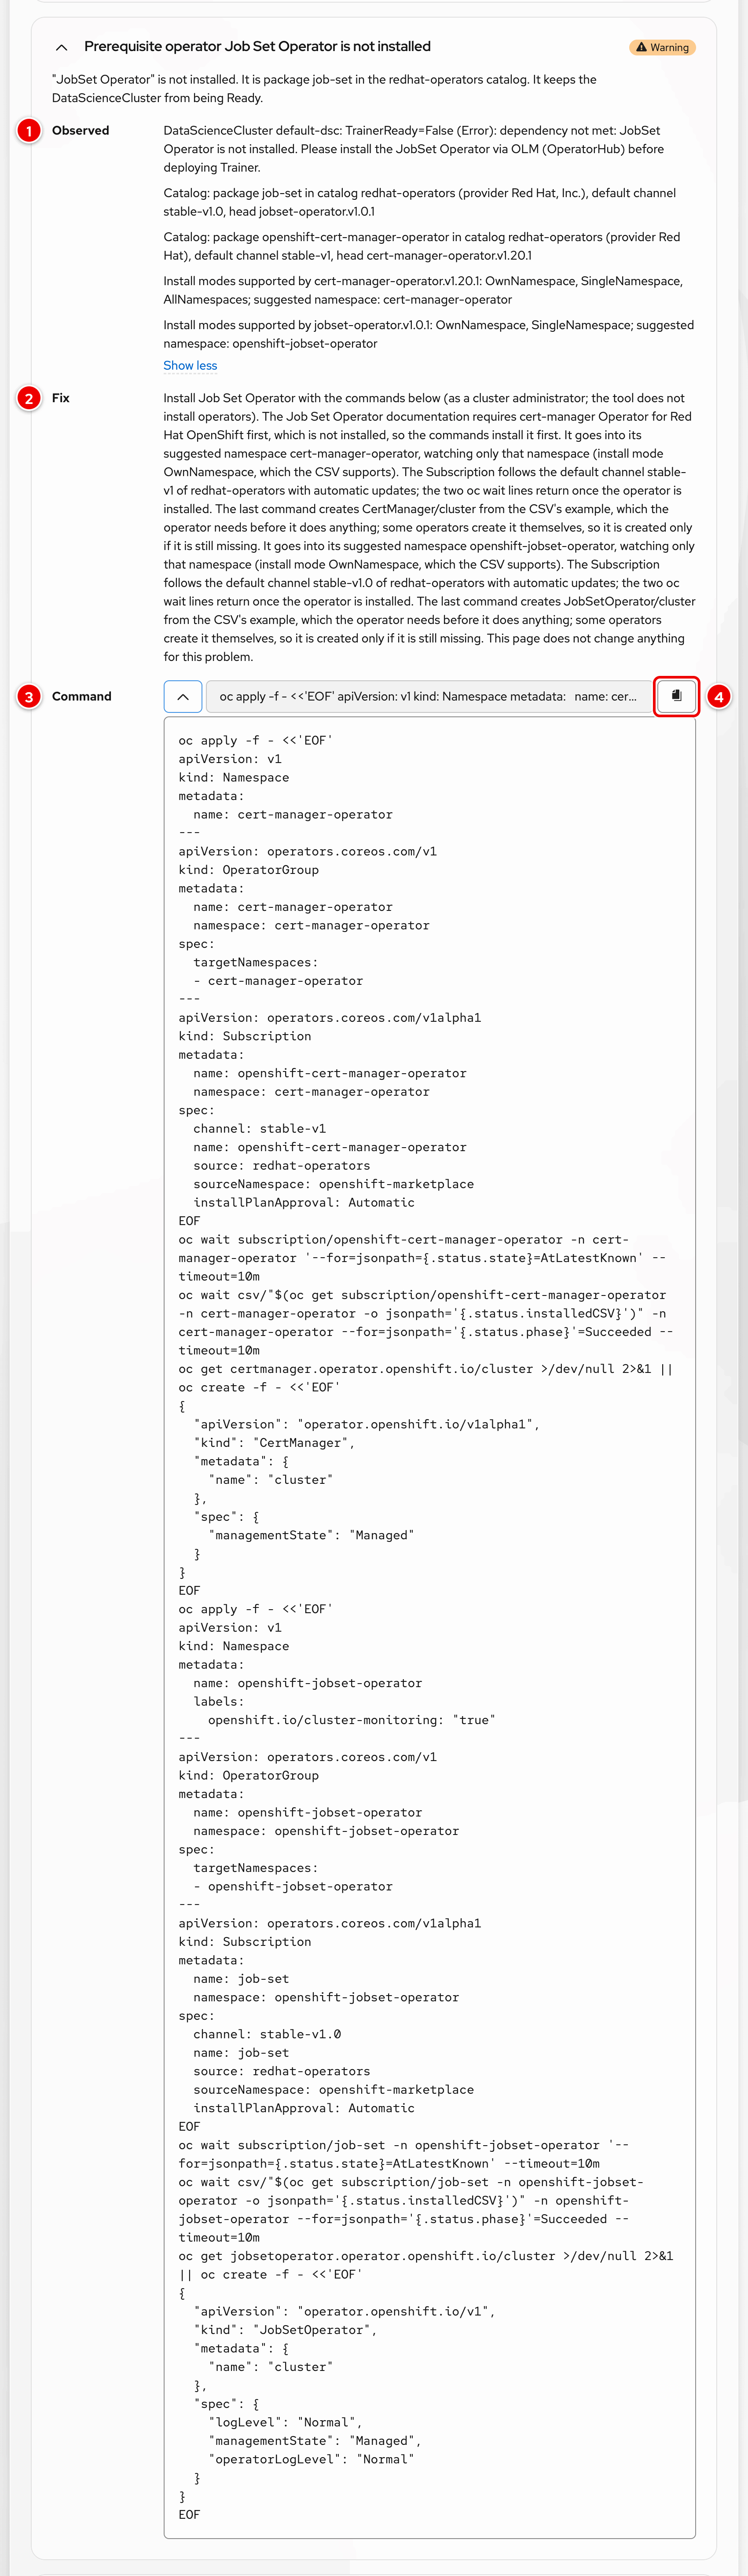 Prerequisite operator Job Set Operator is not installed
Warning
"JobSet Operator" is not installed. It is package job-set in the redhat-operators catalog. It keeps the
DataScienceCluster from being Ready.
1
Observed
DataScienceCluster default-dsc: TrainerReady=False (Error): dependency not met: JobSet
Operator is not installed. Please install the JobSet Operator via OLM (OperatorHub) before
deploying Trainer.
Catalog: package job-set in catalog redhat-operators (provider Red Hat, Inc.), default channel
stable-v1.0, head jobset-operator.v1.0.1
Catalog: package openshift-cert-manager-operator in catalog redhat-operators (provider Red
Hat), default channel stable-v1, head cert-manager-operator.v1.20.1
Install modes supported by cert-manager-operator.v1.20.1: OwnNamespace, SingleNamespace,
AllNamespaces; suggested namespace: cert-manager-operator
Install modes supported by jobset-operator.v1.0.1: OwnNamespace, SingleNamespace; suggested
namespace: openshift-jobset-operator
Show less
2
Fix
Install Job Set Operator with the commands below (as a cluster administrator; the tool does not
install operators). The Job Set Operator documentation requires cert-manager Operator for Red
Hat OpenShift first, which is not installed, so the commands install it first. It goes into its
suggested namespace cert-manager-operator, watching only that namespace (install mode
OwnNamespace, which the CSV supports). The Subscription follows the default channel stable-
v1 of redhat-operators with automatic updates; the two oc wait lines return once the operator is
installed. The last command creates CertManager/cluster from the CSV's example, which the
operator needs before it does anything; some operators create it themselves, so it is created only
if it is still missing. It goes into its suggested namespace openshift-jobset-operator, watching only
that namespace (install mode OwnNamespace, which the CSV supports). The Subscription
follows the default channel stable-v1.0 of redhat-operators with automatic updates; the two oc
wait lines return once the operator is installed. The last command creates JobSetOperator/cluster
from the CSV's example, which the operator needs before it does anything; some operators
create it themselves, so it is created only if it is still missing. This page does not change anything
for this problem.
3
Command
oc apply -f - <<'EOF' apiVersion: v1 kind: Namespace metadata:   name: cer...
4
oc apply -f - <<'EOF'
apiVersion: v1
kind: Namespace
metadata:
  name: cert-manager-operator
---
apiVersion: operators.coreos.com/v1
kind: OperatorGroup
metadata:
  name: cert-manager-operator
  namespace: cert-manager-operator
spec:
  targetNamespaces:
  - cert-manager-operator
---
apiVersion: operators.coreos.com/v1alpha1
kind: Subscription
metadata:
  name: openshift-cert-manager-operator
  namespace: cert-manager-operator
spec:
  channel: stable-v1
  name: openshift-cert-manager-operator
  source: redhat-operators
  sourceNamespace: openshift-marketplace
  installPlanApproval: Automatic
EOF
oc wait subscription/openshift-cert-manager-operator -n cert-
manager-operator '--for=jsonpath={.status.state}=AtLatestKnown' --
timeout=10m
oc wait csv/"$(oc get subscription/openshift-cert-manager-operator
-n cert-manager-operator -o jsonpath='{.status.installedCSV}')" -n
cert-manager-operator --for=jsonpath='{.status.phase}'=Succeeded --
timeout=10m
oc get certmanager.operator.openshift.io/cluster >/dev/null 2>&1 ||
oc create -f - <<'EOF'
{
  "apiVersion": "operator.openshift.io/v1alpha1",
  "kind": "CertManager",
  "metadata": {
    "name": "cluster"
  },
  "spec": {
    "managementState": "Managed"
  }
}
EOF
oc apply -f - <<'EOF'
apiVersion: v1
kind: Namespace
metadata:
  name: openshift-jobset-operator
  labels:
    openshift.io/cluster-monitoring: "true"
---
apiVersion: operators.coreos.com/v1
kind: OperatorGroup
metadata:
  name: openshift-jobset-operator
  namespace: openshift-jobset-operator
spec:
  targetNamespaces:
  - openshift-jobset-operator
---
apiVersion: operators.coreos.com/v1alpha1
kind: Subscription
metadata:
  name: job-set
  namespace: openshift-jobset-operator
spec:
  channel: stable-v1.0
  name: job-set
  source: redhat-operators
  sourceNamespace: openshift-marketplace
  installPlanApproval: Automatic
EOF
oc wait subscription/job-set -n openshift-jobset-operator '--
for=jsonpath={.status.state}=AtLatestKnown' --timeout=10m
oc wait csv/"$(oc get subscription/job-set -n openshift-jobset-
operator -o jsonpath='{.status.installedCSV}')" -n openshift-
jobset-operator --for=jsonpath='{.status.phase}'=Succeeded --
timeout=10m
oc get jobsetoperator.operator.openshift.io/cluster >/dev/null 2>&1
|| oc create -f - <<'EOF'
{
  "apiVersion": "operator.openshift.io/v1",
  "kind": "JobSetOperator",
  "metadata": {
    "name": "cluster"
  },
  "spec": {
    "logLevel": "Normal",
    "managementState": "Managed",
    "operatorLogLevel": "Normal"
  }
}
EOF